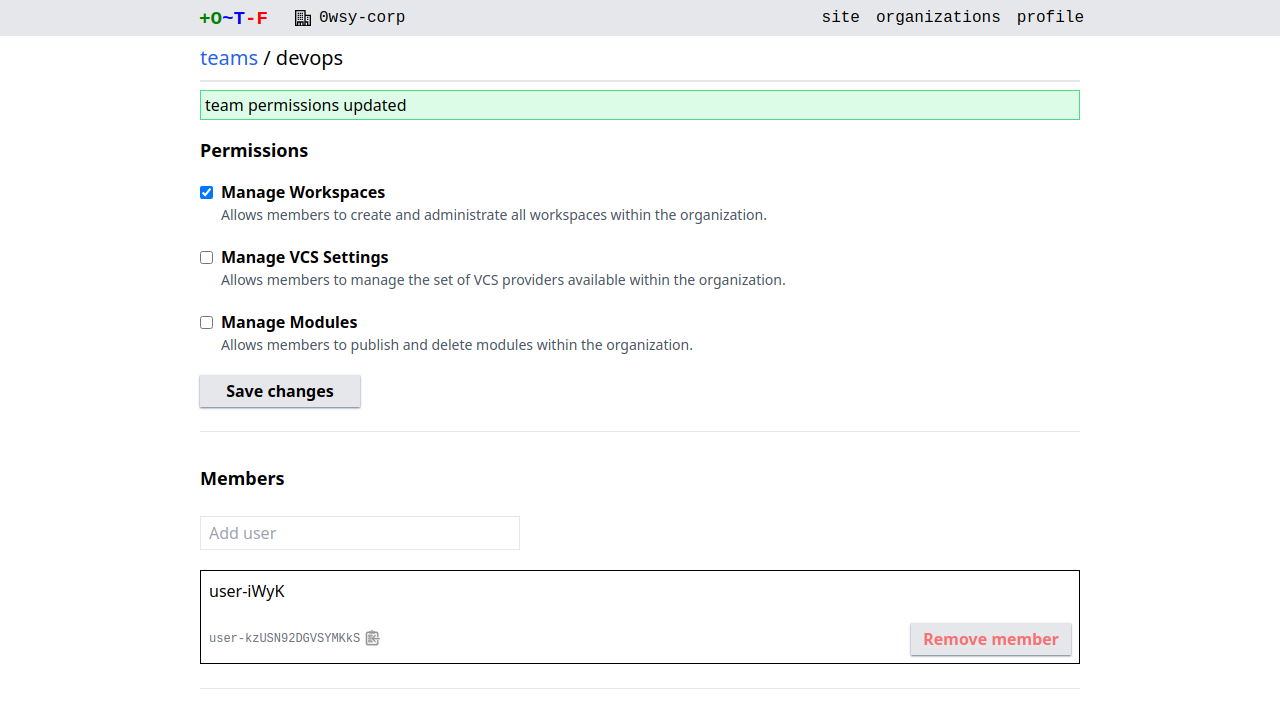 +O~T-F 0wsy-corp site organizations profile
teams / devops
team permissions updated
Permissions
Manage Workspaces
Allows members to create and administrate all workspaces within the organization.
Manage VCS Settings
Allows members to manage the set of VCS providers available within the organization.
Manage Modules
Allows members to publish and delete modules within the organization.
Save changes
Members
Add user
user-iWyK
user-kzUSN92DGVSYMKkS
Remove member